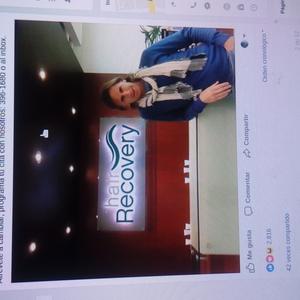 Atrévete a cambiar, programa tu cita con nosotros: 396-1680 o al inbox.
hair
Recovery
Me gusta
Comentar
Compartir
2,816
Orden cronológico
42 veces compartido